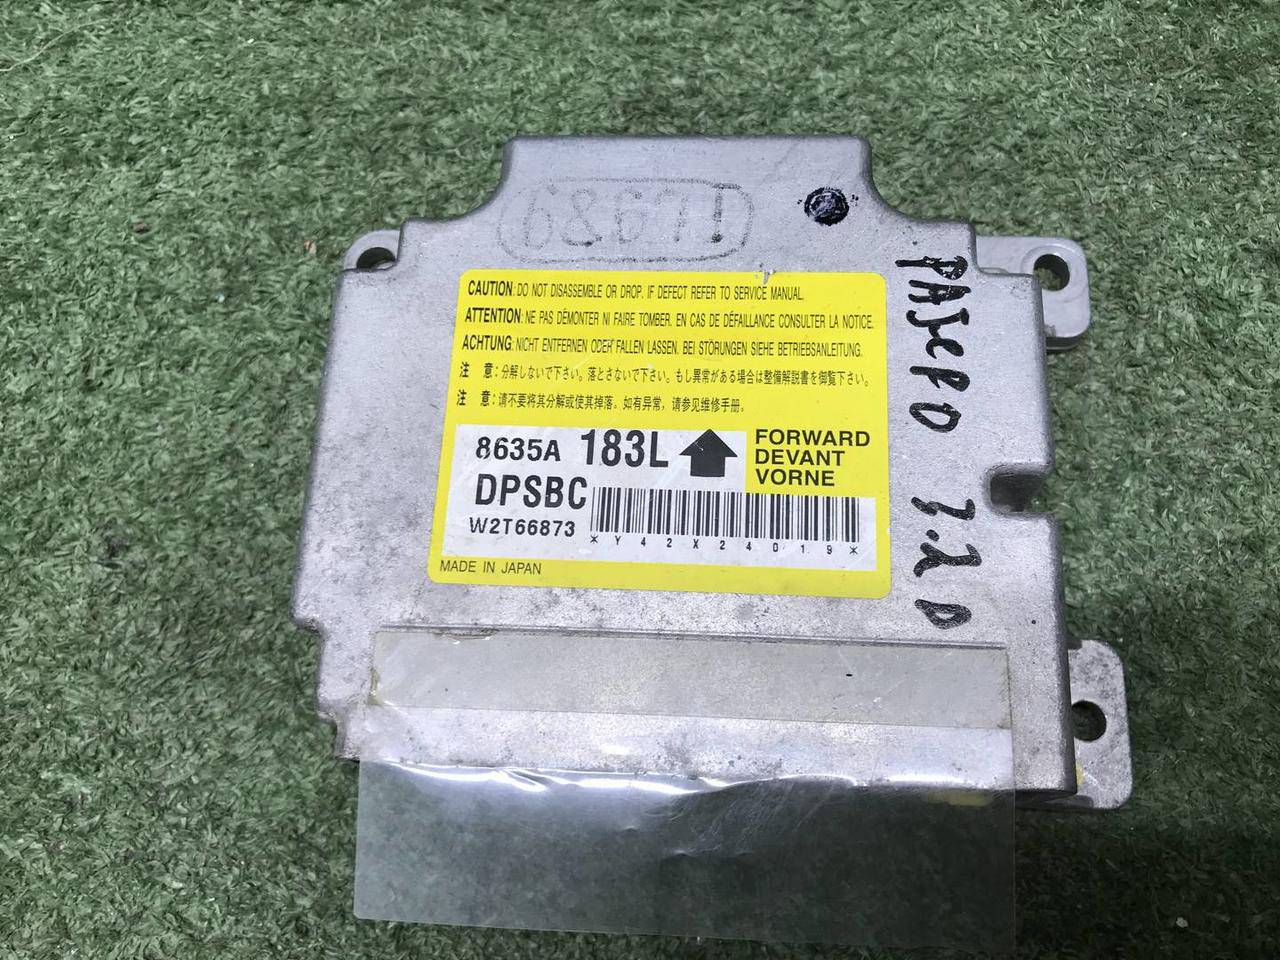 68671
CAUTION: DO NOT DISASSEMBLE OR DROP. IF DEFECT REFER TO SERVICE MANUAL.
ATTENTION: NE PAS DÉMONTER NI FAIRE TOMBER. EN CAS DE DÉFAILLANCE CONSULTER LA NOTICE.
ACHTUNG: NICHT ENTFERNEN ODER FALLEN LASSEN. BEI STÖRUNGEN SIEHE BETRIEBSANLEITUNG.
注 意: 分解しないで下さい。落とさないで下さい。もし異常がある場合は整備解説書を御覧下さい。
注 意: 请不要将其分解或使其掉落。如有异常, 请参见维修手册.
8635A 183L
FORWARD
DEVANT
VORNE
DPSBC
W2T66873
*Y42X24019*
MADE IN JAPAN
PAJERO 3.2 D